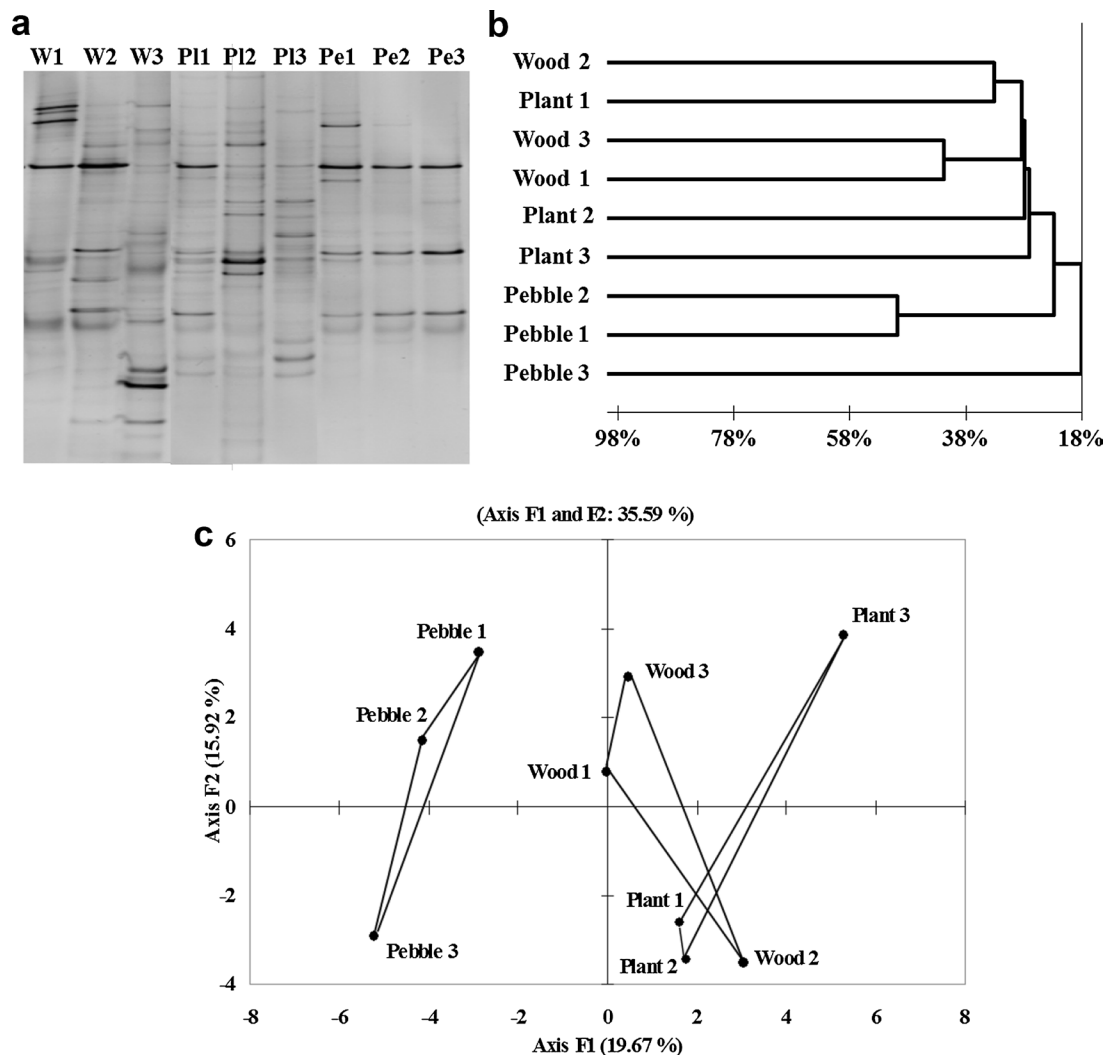 a
W1 W2 W3 Pl1 Pl2 Pl3 Pe1 Pe2 Pe3
b
Wood 2
Plant 1
Wood 3
Wood 1
Plant 2
Plant 3
Pebble 2
Pebble 1
Pebble 3
98% 78% 58% 38% 18%
c
(Axis F1 and F2: 35.59 %)
Axis F2 (15.92 %)
6
4
2
0
-2
-4
Pebble 1
Pebble 2
Pebble 3
Wood 3
Wood 1
Plant 3
Plant 1
Plant 2
Wood 2
-8 -6 -4 -2 0 2 4 6 8
Axis F1 (19.67 %)